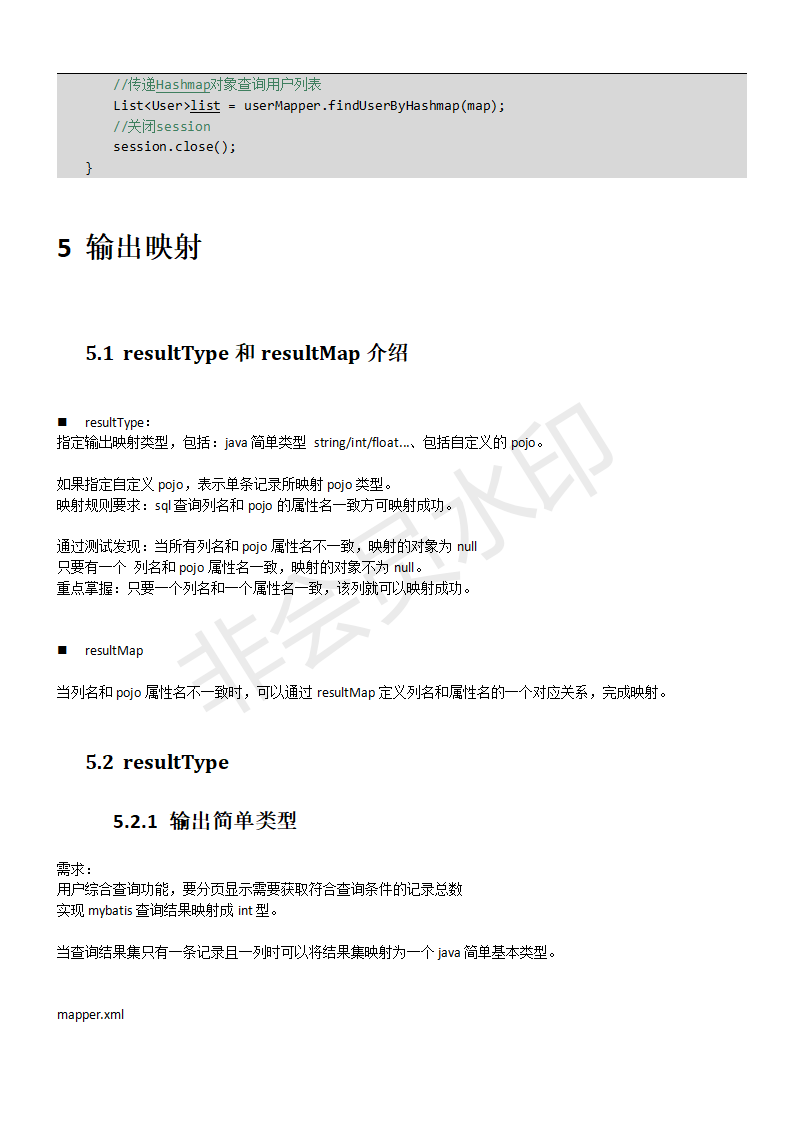 //传递Hashmap对象查询用户列表
List<User>list = userMapper.findUserByHashmap(map);
//关闭session
session.close();
}
5 输出映射
5.1 resultType 和 resultMap 介绍
■ resultType：
指定输出映射类型，包括：java 简单类型 string/int/float…、包括自定义的 pojo。
如果指定自定义 pojo，表示单条记录所映射 pojo 类型。
映射规则要求：sql 查询列名和 pojo 的属性名一致方可映射成功。
通过测试发现：当所有列名和 pojo 属性名不一致，映射的对象为 null
只要有一个 列名和 pojo 属性名一致，映射的对象不为 null。
重点掌握：只要一个列名和一个属性名一致，该列就可以映射成功。
■ resultMap
当列名和 pojo 属性名不一致时，可以通过 resultMap 定义列名和属性名的一个对应关系，完成映射。
5.2 resultType
5.2.1 输出简单类型
需求：
用户综合查询功能，要分页显示需要获取符合查询条件的记录总数
实现 mybatis 查询结果映射成 int 型。
当查询结果集只有一条记录且一列时可以将结果集映射为一个 java 简单基本类型。
mapper.xml
非会员水印